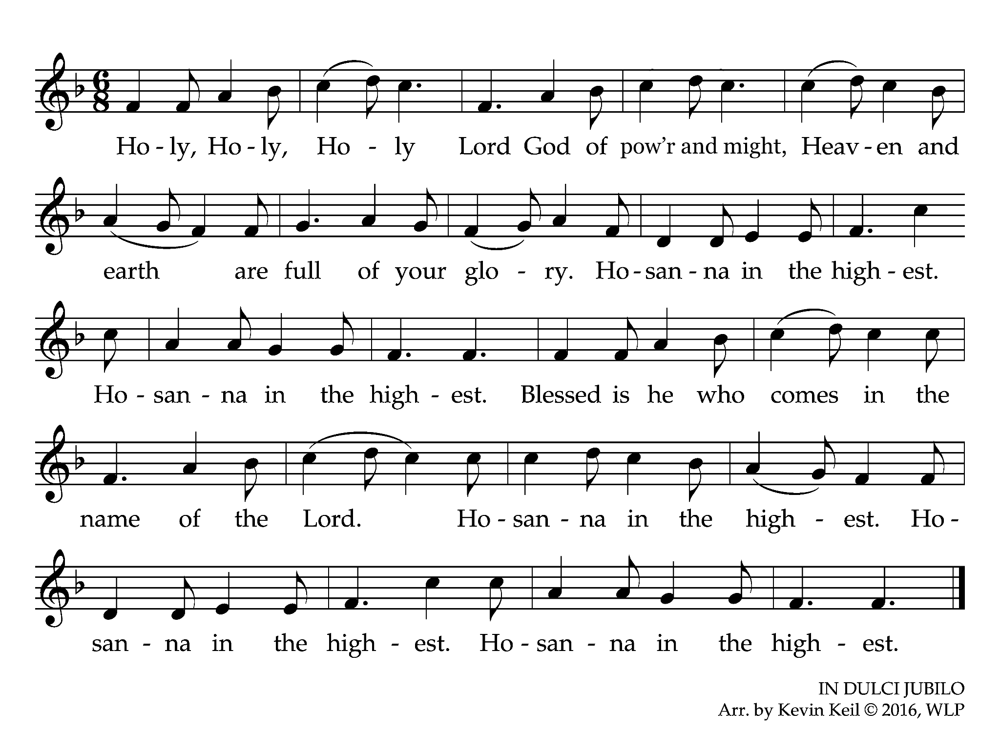 6
8
Ho - ly, Ho - ly, Ho - ly Lord God of pow’r and might, Heav - en and
earth are full of your glo - ry. Ho - san - na in the high - est.
Ho - san - na in the high - est. Blessed is he who comes in the
name of the Lord. Ho - san - na in the high - est. Ho -
san - na in the high - est. Ho - san - na in the high - est.
IN DULCI JUBILO
Arr. by Kevin Keil © 2016, WLP